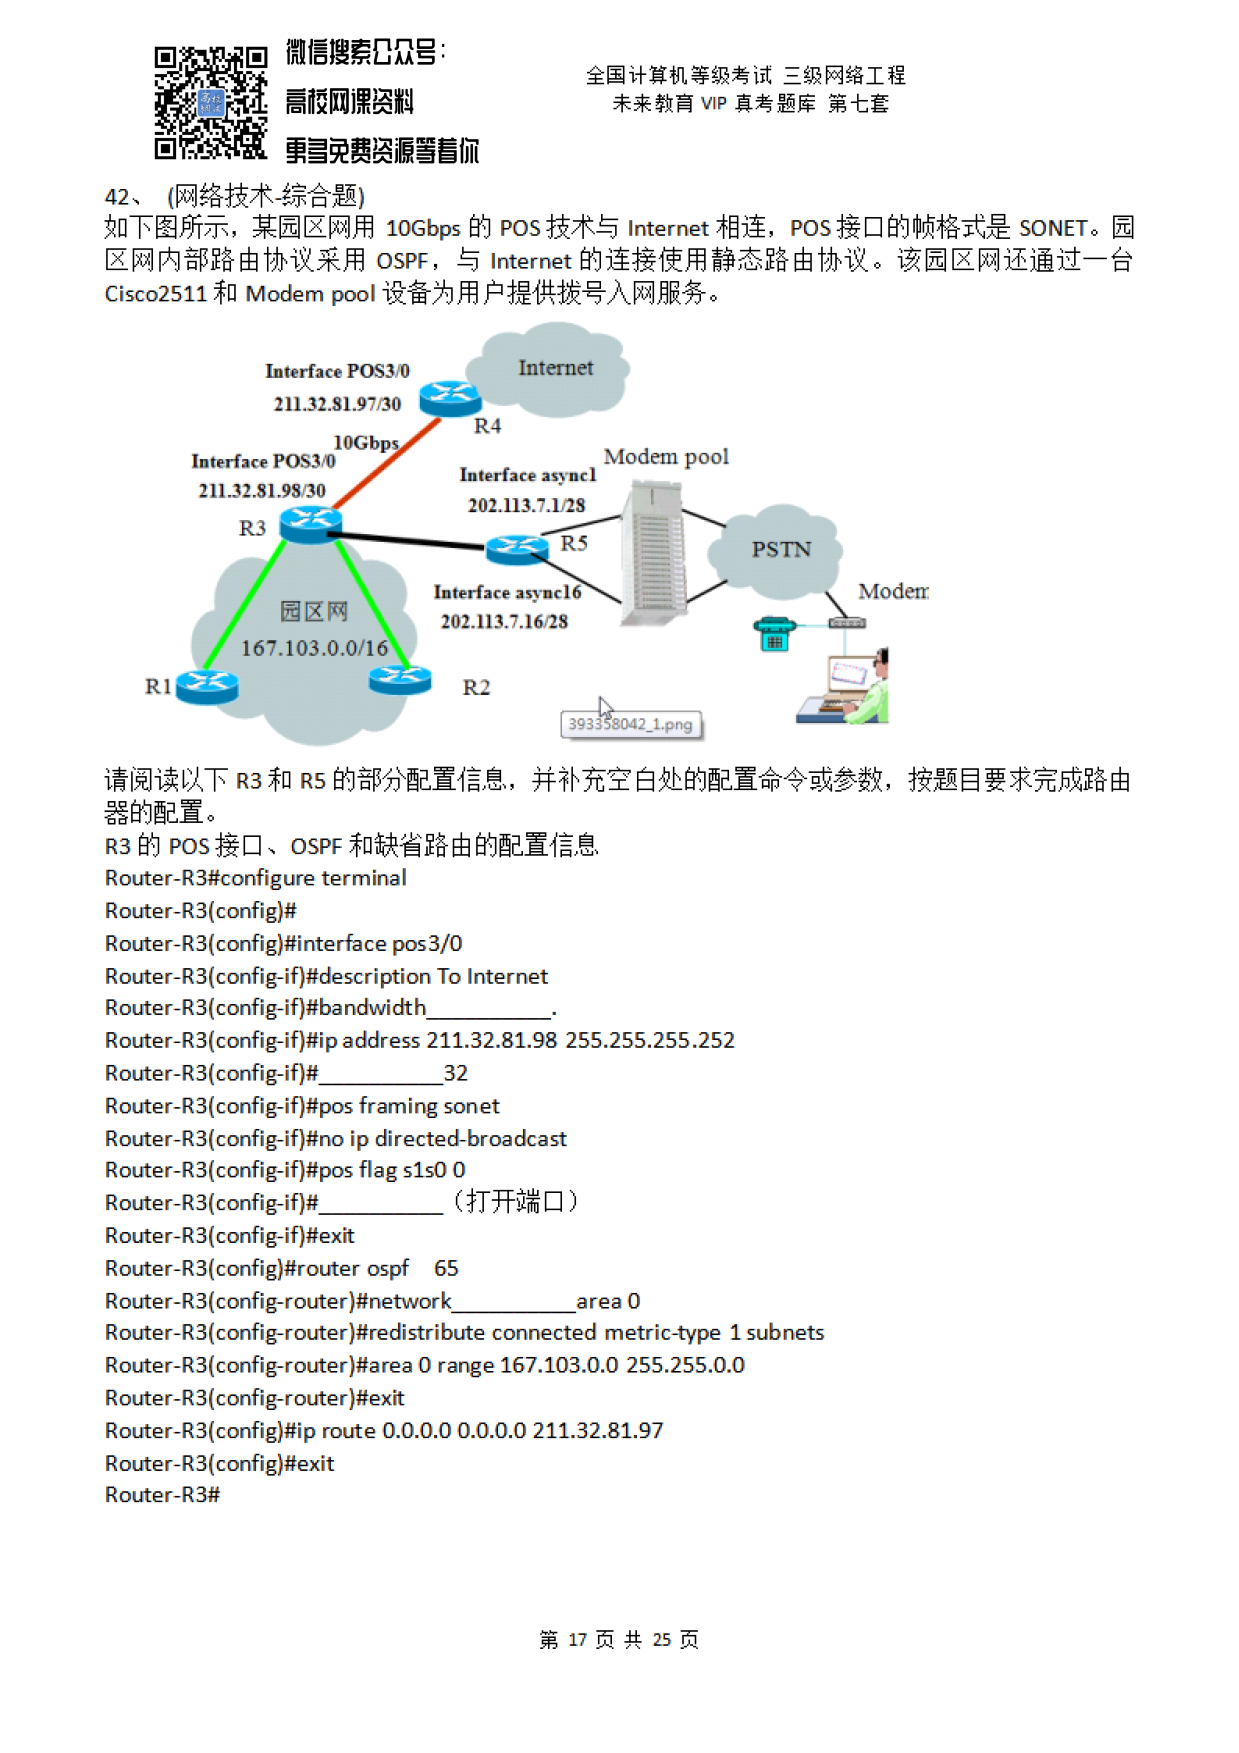 微信搜索公众号：
高校网课资料
更多免费资源等着你
高校
网课
全国计算机等级考试 三级网络工程
未来教育 VIP 真考题库 第七套
42、 (网络技术-综合题)
如下图所示，某园区网用 10Gbps 的 POS 技术与 Internet 相连，POS 接口的帧格式是 SONET。园
区网内部路由协议采用 OSPF，与 Internet 的连接使用静态路由协议。该园区网还通过一台
Cisco2511 和 Modem pool 设备为用户提供拨号入网服务。
Internet
Interface POS3/0
211.32.81.97/30
R4
10Gbps
Interface POS3/0
211.32.81.98/30
R3
Modem pool
Interface async1
202.113.7.1/28
R5
PSTN
Interface async16
202.113.7.16/28
Modem
园区网
167.103.0.0/16
R1
R2
393358042_1.png
请阅读以下 R3 和 R5 的部分配置信息，并补充空白处的配置命令或参数，按题目要求完成路由
器的配置。
R3 的 POS 接口、OSPF 和缺省路由的配置信息
Router-R3#configure terminal
Router-R3(config)#
Router-R3(config)#interface pos3/0
Router-R3(config-if)#description To Internet
Router-R3(config-if)#bandwidth__________.
Router-R3(config-if)#ip address 211.32.81.98 255.255.255.252
Router-R3(config-if)#__________32
Router-R3(config-if)#pos framing sonet
Router-R3(config-if)#no ip directed-broadcast
Router-R3(config-if)#pos flag s1s0 0
Router-R3(config-if)#__________（打开端口）
Router-R3(config-if)#exit
Router-R3(config)#router ospf 65
Router-R3(config-router)#network__________area 0
Router-R3(config-router)#redistribute connected metric-type 1 subnets
Router-R3(config-router)#area 0 range 167.103.0.0 255.255.0.0
Router-R3(config-router)#exit
Router-R3(config)#ip route 0.0.0.0 0.0.0.0 211.32.81.97
Router-R3(config)#exit
Router-R3#
第 17 页 共 25 页